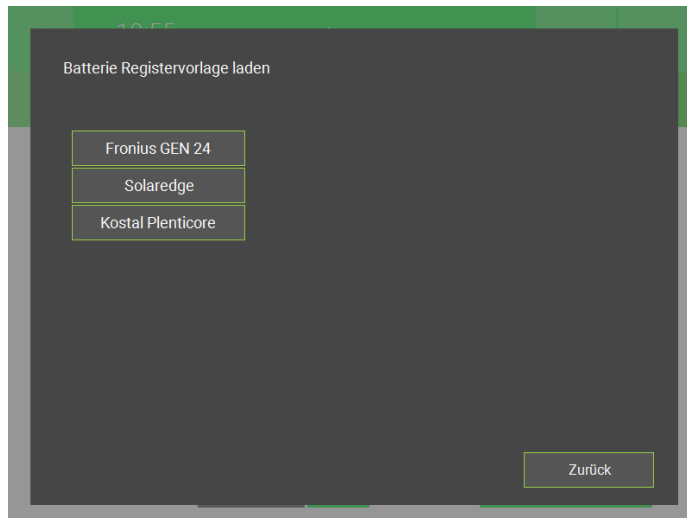 Batterie Registervorlage laden
Fronius GEN 24
Solaredge
Kostal Plenticore
Zurück